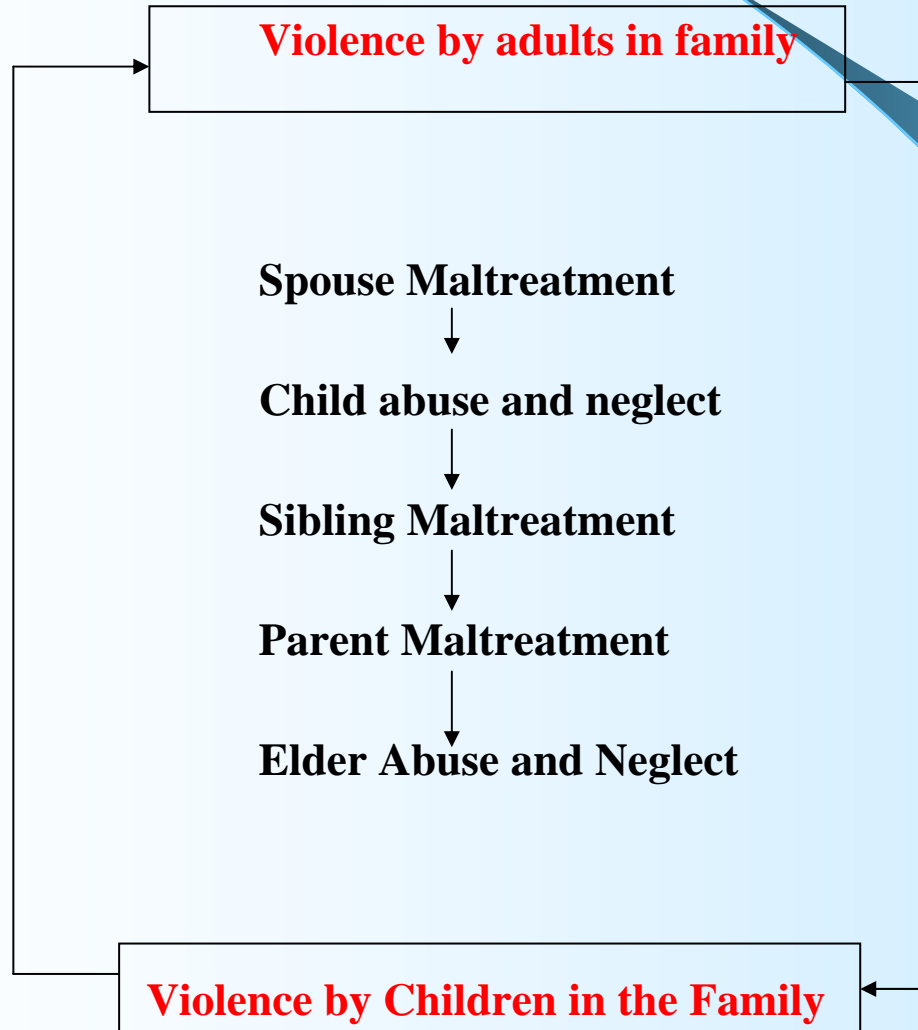 Violence by adults in family
Spouse Maltreatment
Child abuse and neglect
Sibling Maltreatment
Parent Maltreatment
Elder Abuse and Neglect
Violence by Children in the Family